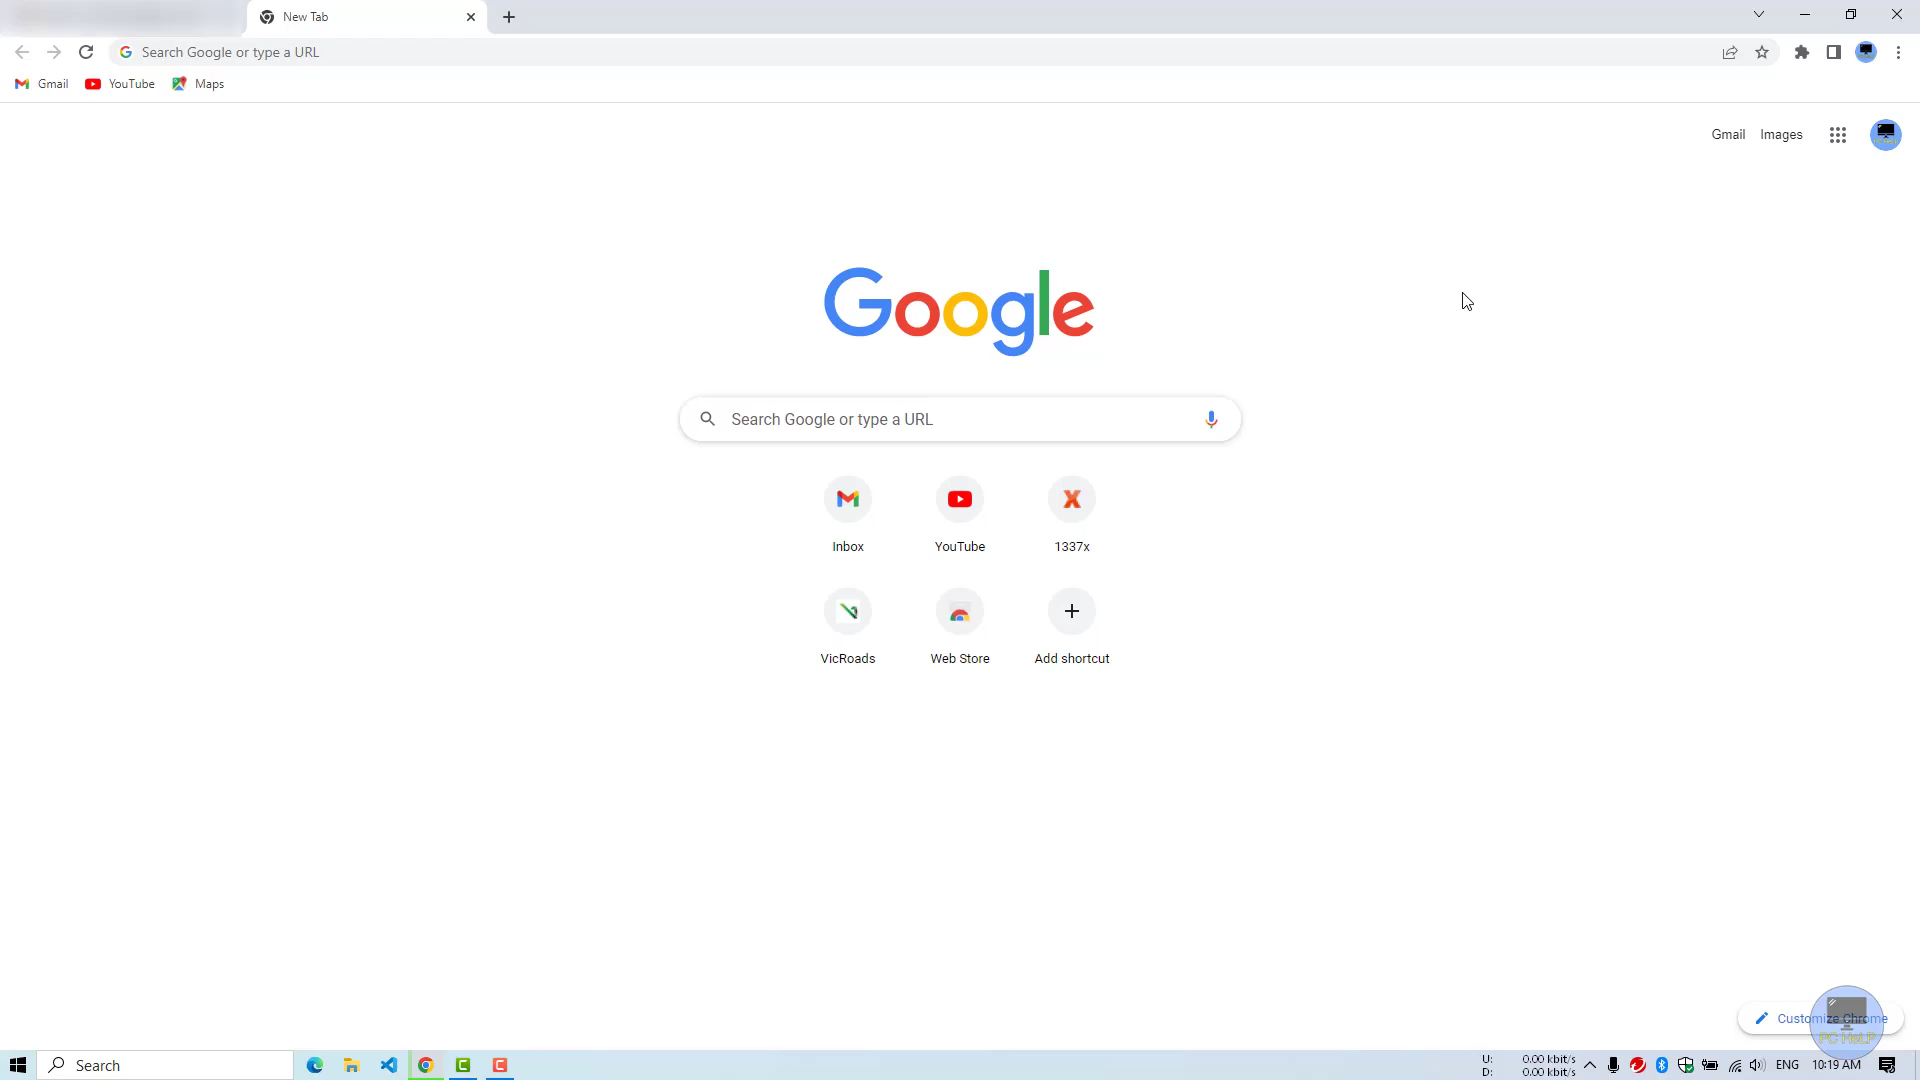 New Tab
Search Google or type a URL
Gmail YouTube Maps
Gmail Images
Google
Search Google or type a URL
Inbox YouTube 1337x
VicRoads Web Store Add shortcut
Customize Chrome
PC HeLP
Search
U: 0.00 kbit/s
D: 0.00 kbit/s
ENG 10:19 AM